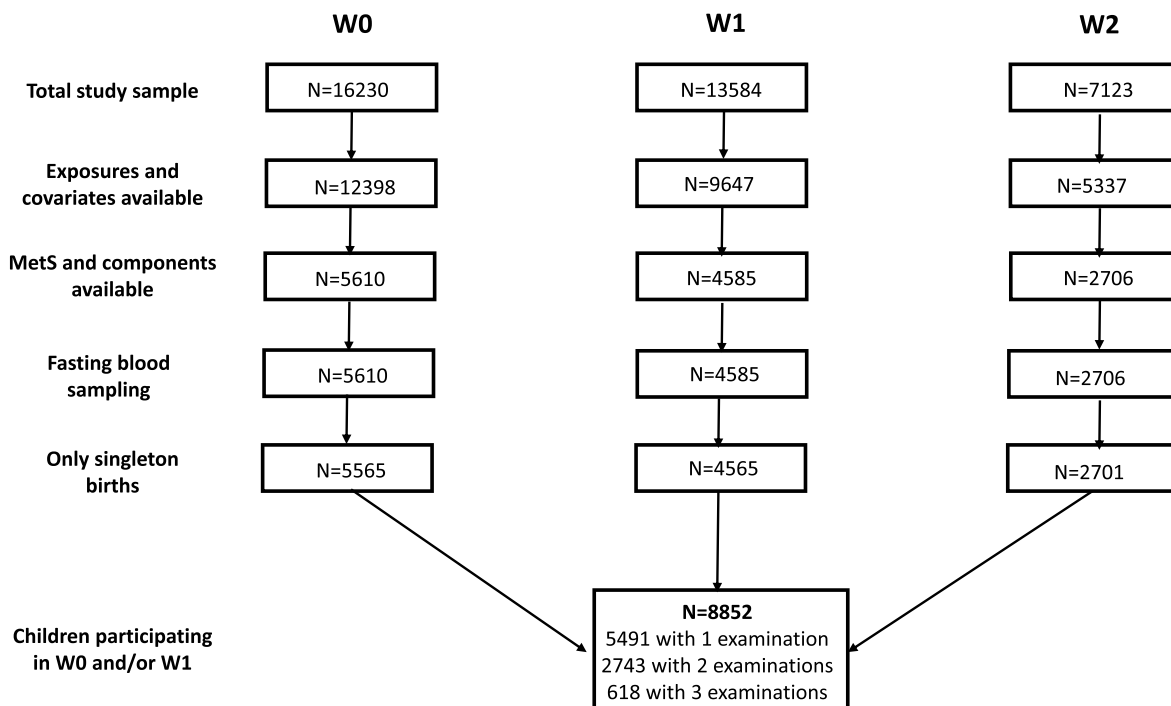 W0 W1 W2
Total study sample N=16230 N=13584 N=7123
Exposures and
covariates available N=12398 N=9647 N=5337
MetS and components
available N=5610 N=4585 N=2706
Fasting blood
sampling N=5610 N=4585 N=2706
Only singleton
births N=5565 N=4565 N=2701
Children participating
in W0 and/or W1
N=8852
5491 with 1 examination
2743 with 2 examinations
618 with 3 examinations